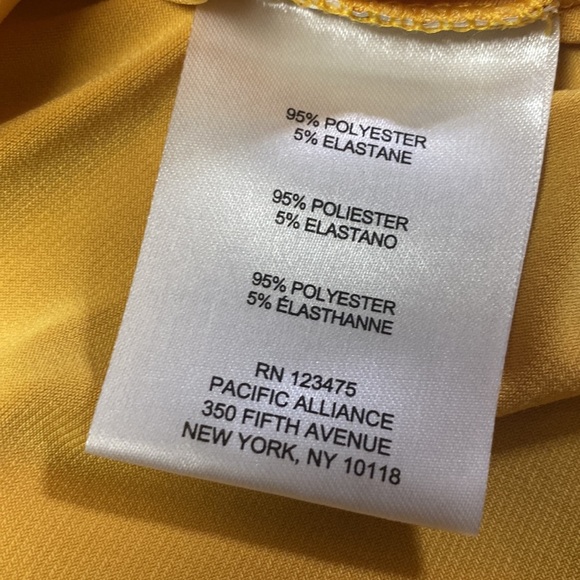 95% POLYESTER
5% ELASTANE
95% POLIESTER
5% ELASTANO
95% POLYESTER
5% ÉLASTHANNE
RN 123475
PACIFIC ALLIANCE
350 FIFTH AVENUE
NEW YORK, NY 10118